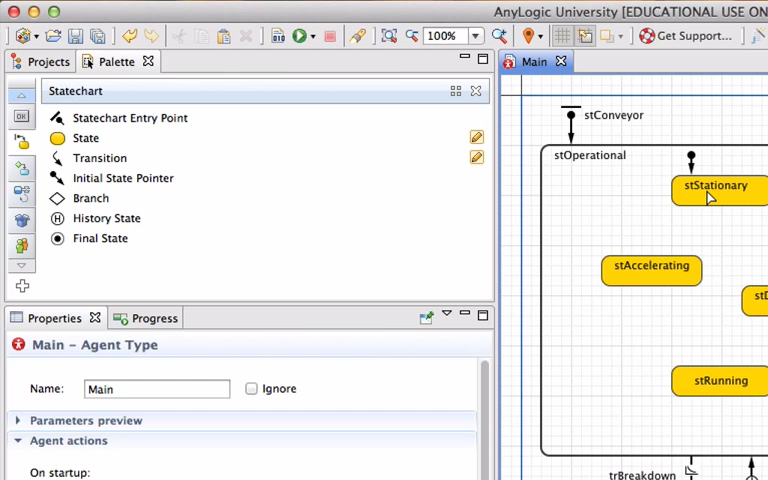 AnyLogic University [EDUCATIONAL USE ON
100%
Get Support...
Projects
Palette
Main
Statechart
OK
Statechart Entry Point
State
Transition
Initial State Pointer
Branch
H History State
Final State
stConveyor
stOperational
stStationary
stAccelerating
stD
stRunning
trBreakdown
Properties
Progress
Main – Agent Type
Name: Main
Ignore
Parameters preview
Agent actions
On startup: